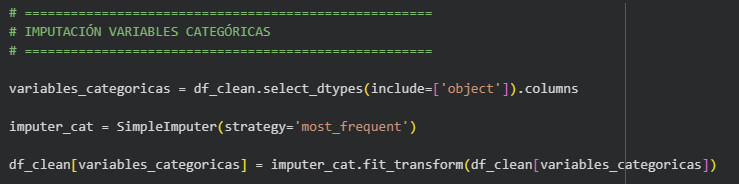 # =====================================================
# IMPUTACIÓN VARIABLES CATEGÓRICAS
# =====================================================
variables_categoricas = df_clean.select_dtypes(include=['object']).columns
imputer_cat = SimpleImputer(strategy='most_frequent')
df_clean[variables_categoricas] = imputer_cat.fit_transform(df_clean[variables_categoricas])